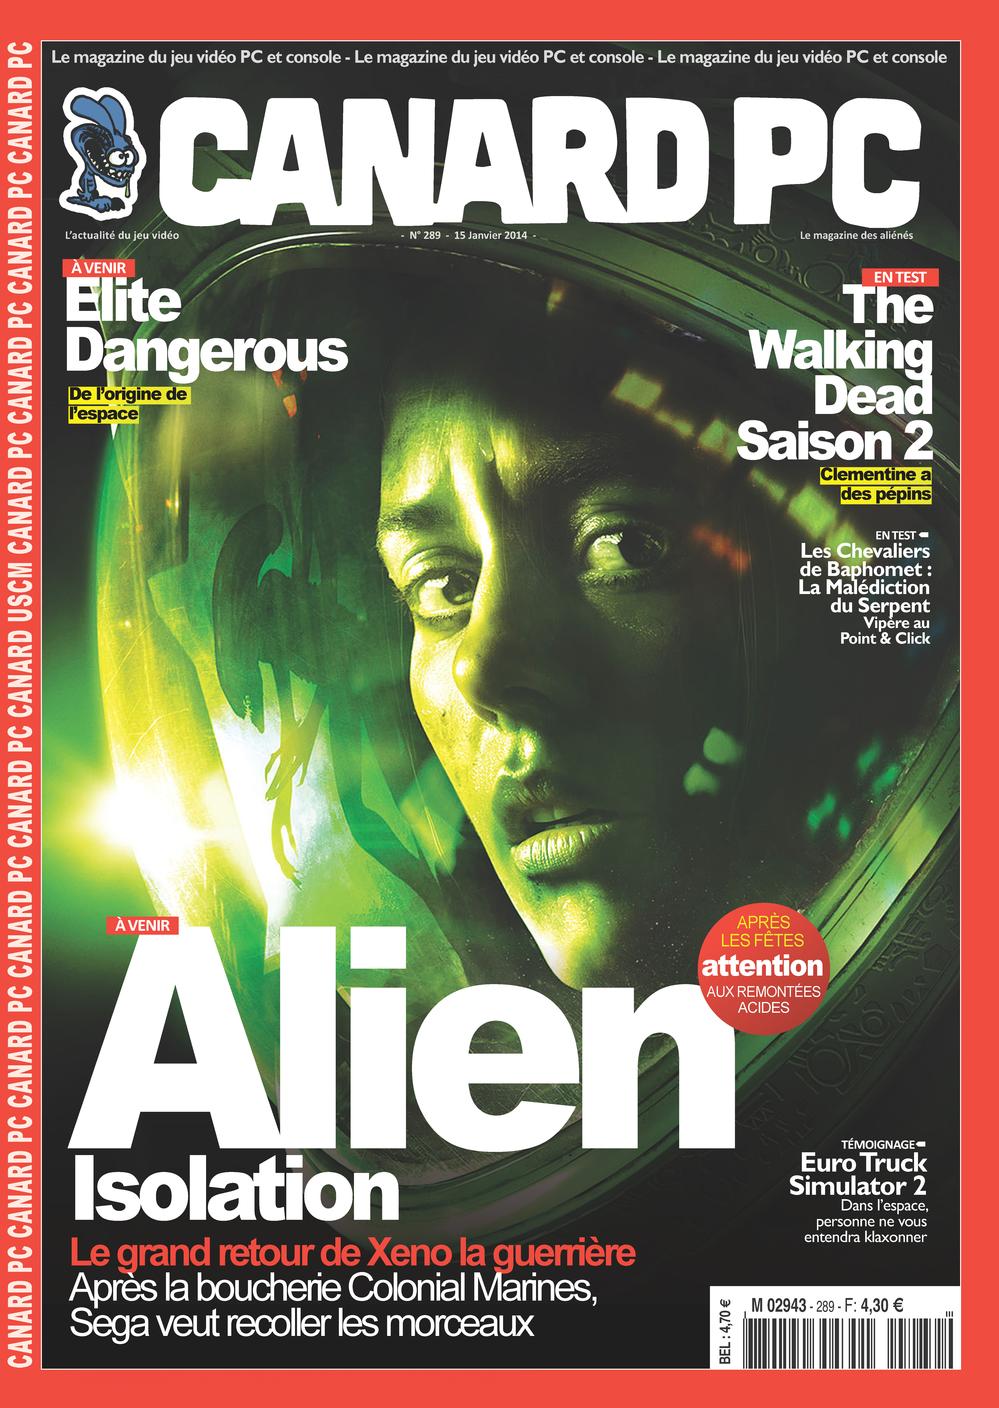 Le magazine du jeu vidéo PC et console - Le magazine du jeu vidéo PC et console - Le magazine du jeu vidéo PC et console
CANARD PC
L'actualité du jeu vidéo
- N° 289 - 15 Janvier 2014 -
Le magazine des aliénés
À VENIR
Elite
Dangerous
De l'origine de
l'espace
EN TEST
The
Walking
Dead
Saison 2
Clementine a
des pépins
EN TEST
Les Chevaliers
de Baphomet :
La Malédiction
du Serpent
Vipère au
Point & Click
À VENIR
Alien
Isolation
APRÈS
LES FÊTES
attention
AUX REMONTÉES
ACIDES
Le grand retour de Xeno la guerrière
Après la boucherie Colonial Marines,
Sega veut recoller les morceaux
TÉMOIGNAGE
Euro Truck
Simulator 2
Dans l'espace,
personne ne vous
entendra klaxonner
BEL : 4,70 €
M 02943 - 289 - F: 4,30 €
CANARD PC CANARD PC CANARD PC CANARD PC CANARD PC CANARD PC CANARD USCM CANARD PC CANARD PC CANARD PC CANARD PC